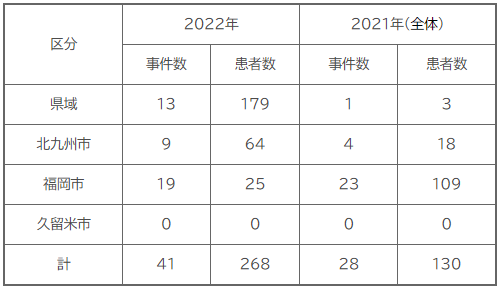 区分 2022年 2021年(全体)
事件数 患者数 事件数 患者数
県域 13 179 1 3
北九州市 9 64 4 18
福岡市 19 25 23 109
久留米市 0 0 0 0
計 41 268 28 130